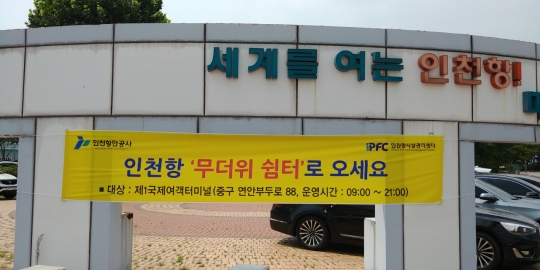 세계를 여는 인천항!
인천항만공사
IPFC 인천항시설관리센터
인천항 '무더위 쉼터'로 오세요
■ 대상 : 제1국제여객터미널(중구 연안부두로 88, 운영시간 : 09:00 ~ 21:00)